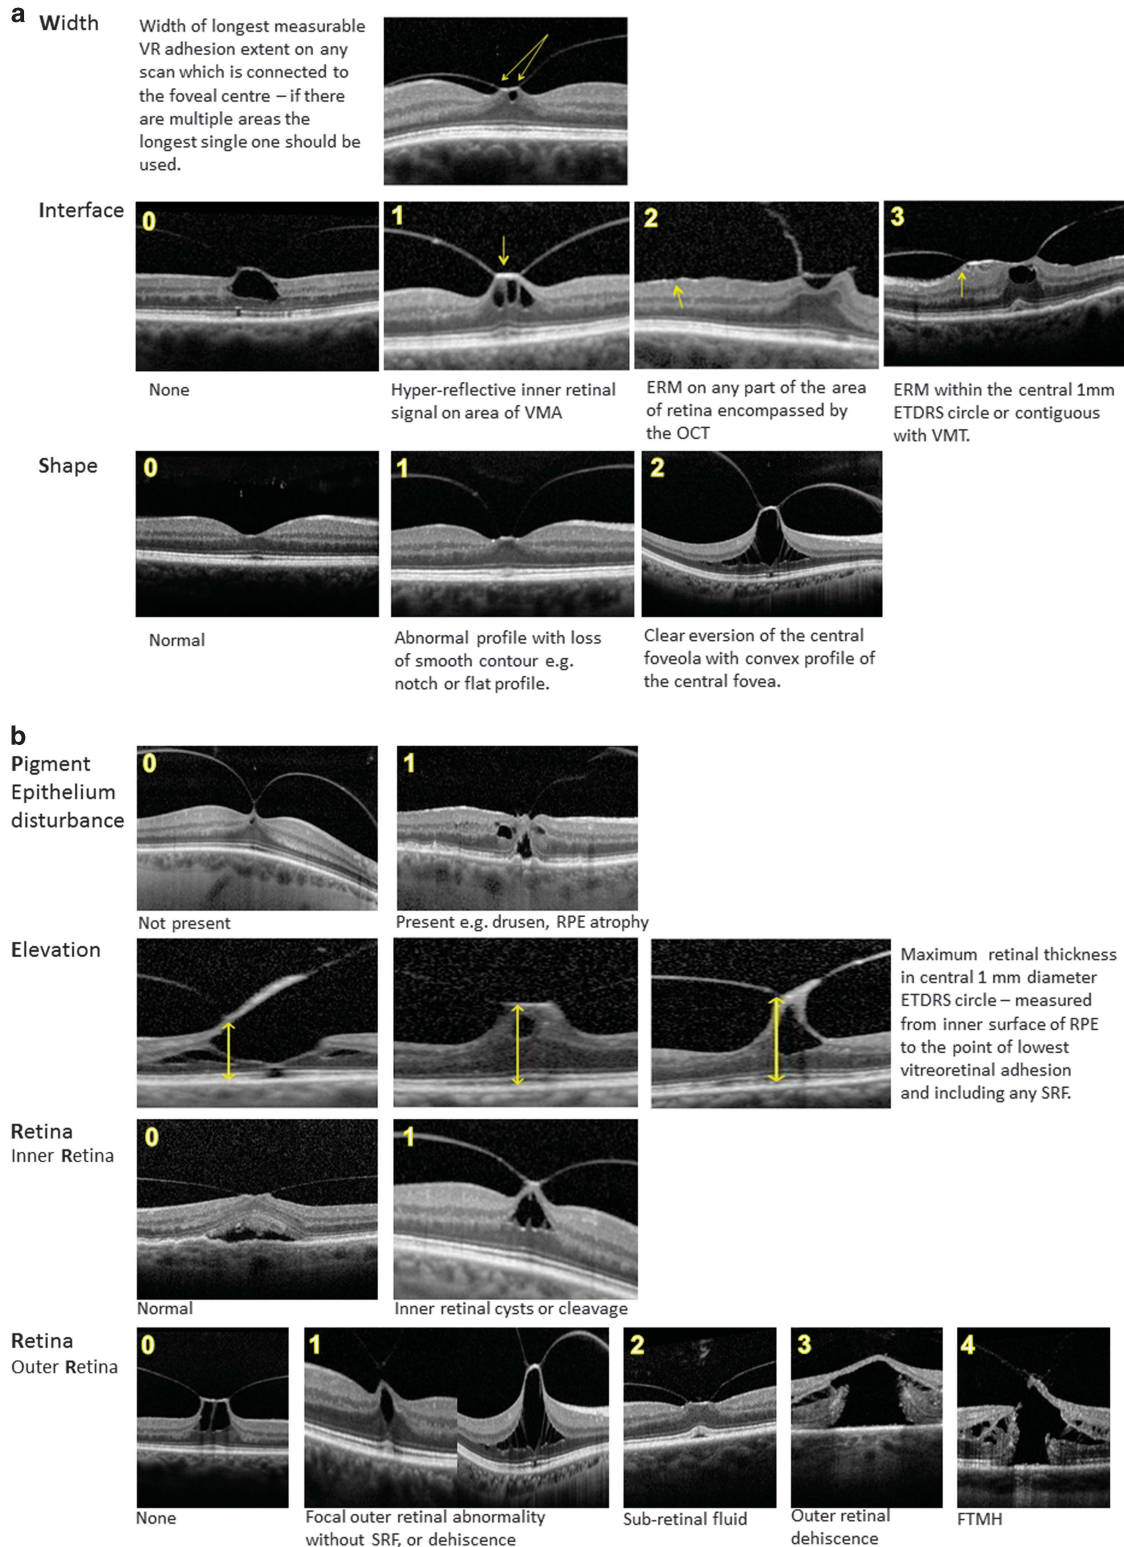 a
Width
Width of longest measurable
VR adhesion extent on any
scan which is connected to
the foveal centre – if there
are multiple areas the
longest single one should be
used.
Interface
0
1
2
3
None
Hyper-reflective inner retinal
signal on area of VMA
ERM on any part of the area
of retina encompassed by
the OCT
ERM within the central 1mm
ETDRS circle or contiguous
with VMT.
Shape
0
1
2
Normal
Abnormal profile with loss
of smooth contour e.g.
notch or flat profile.
Clear eversion of the central
foveola with convex profile of
the central fovea.
b
Pigment
Epithelium
disturbance
0
1
Not present
Present e.g. drusen, RPE atrophy
Elevation
Maximum retinal thickness
in central 1 mm diameter
ETDRS circle – measured
from inner surface of RPE
to the point of lowest
vitreoretinal adhesion
and including any SRF.
Retina
Inner Retina
0
1
Normal
Inner retinal cysts or cleavage
Retina
Outer Retina
0
1
2
3
4
None
Focal outer retinal abnormality
without SRF, or dehiscence
Sub-retinal fluid
Outer retinal
dehiscence
FTMH